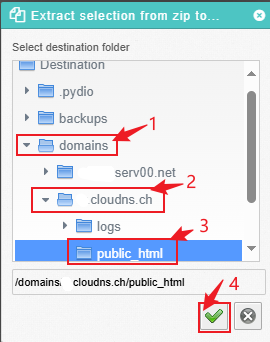 Extract selection from zip to...
Select destination folder
Destination
.pydio
backups
1
domains
serv00.net
2
.cloudns.ch
logs
3
public_html
/domains. cloudns.ch/public_html
4